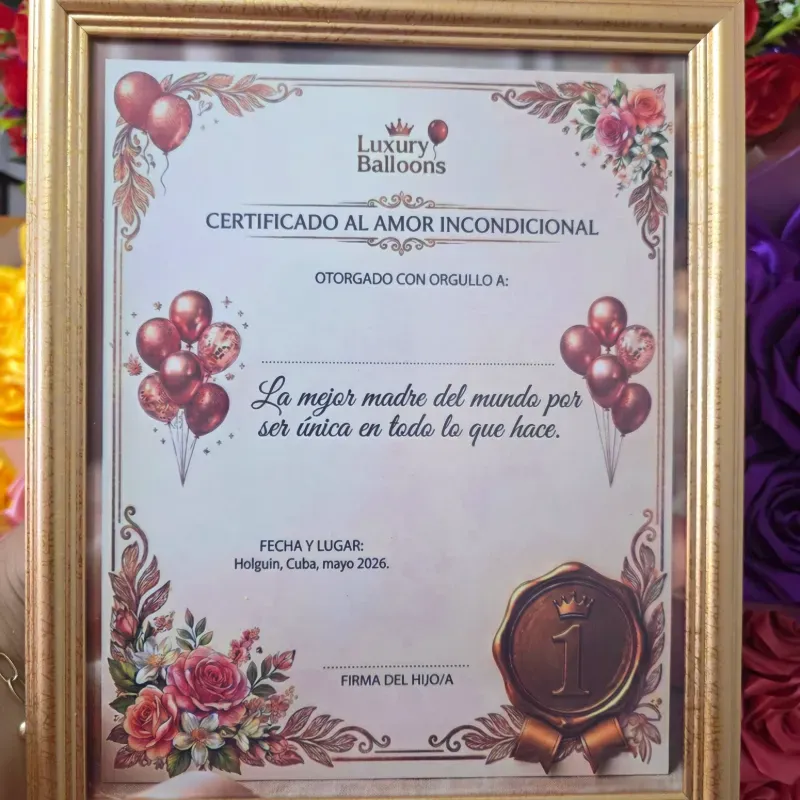 Luxury
Balloons
CERTIFICADO AL AMOR INCONDICIONAL
OTORGADO CON ORGULLO A:
La mejor madre del mundo por
ser única en todo lo que hace.
FECHA Y LUGAR:
Holguin, Cuba, mayo 2026.
1
FIRMA DEL HIJO/A